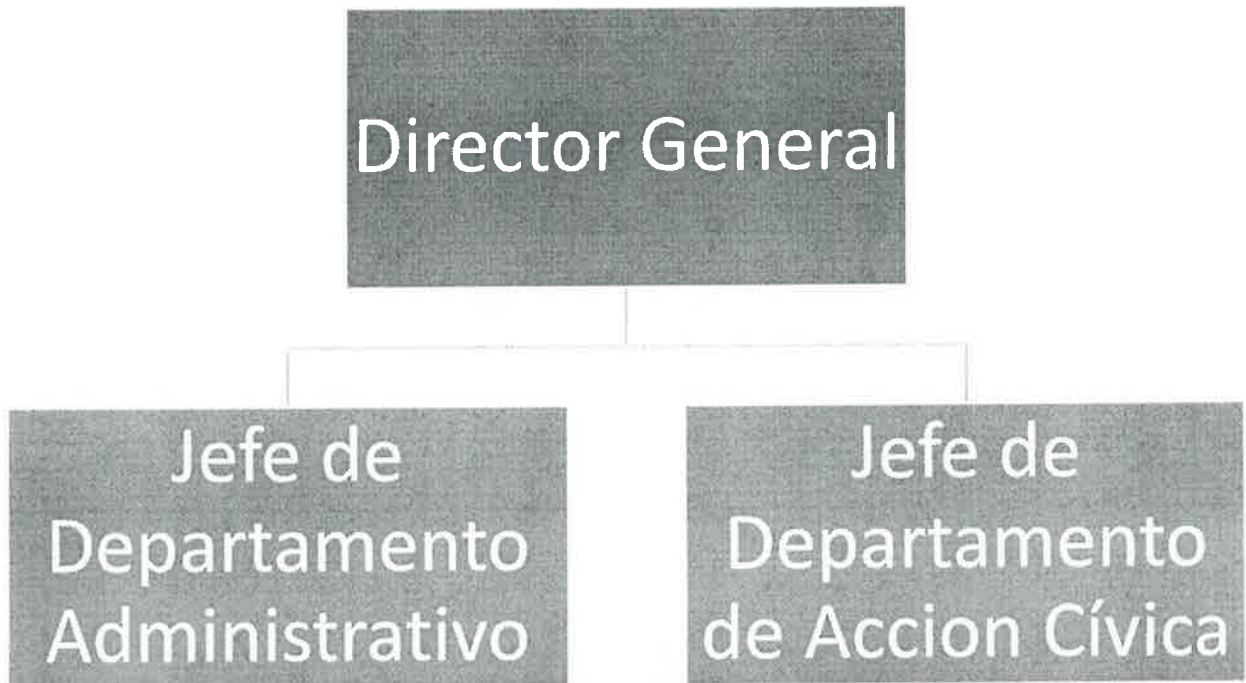 Director General
Jefe de
Departamento
Administrativo
Jefe de
Departamento
de Accion Cívica